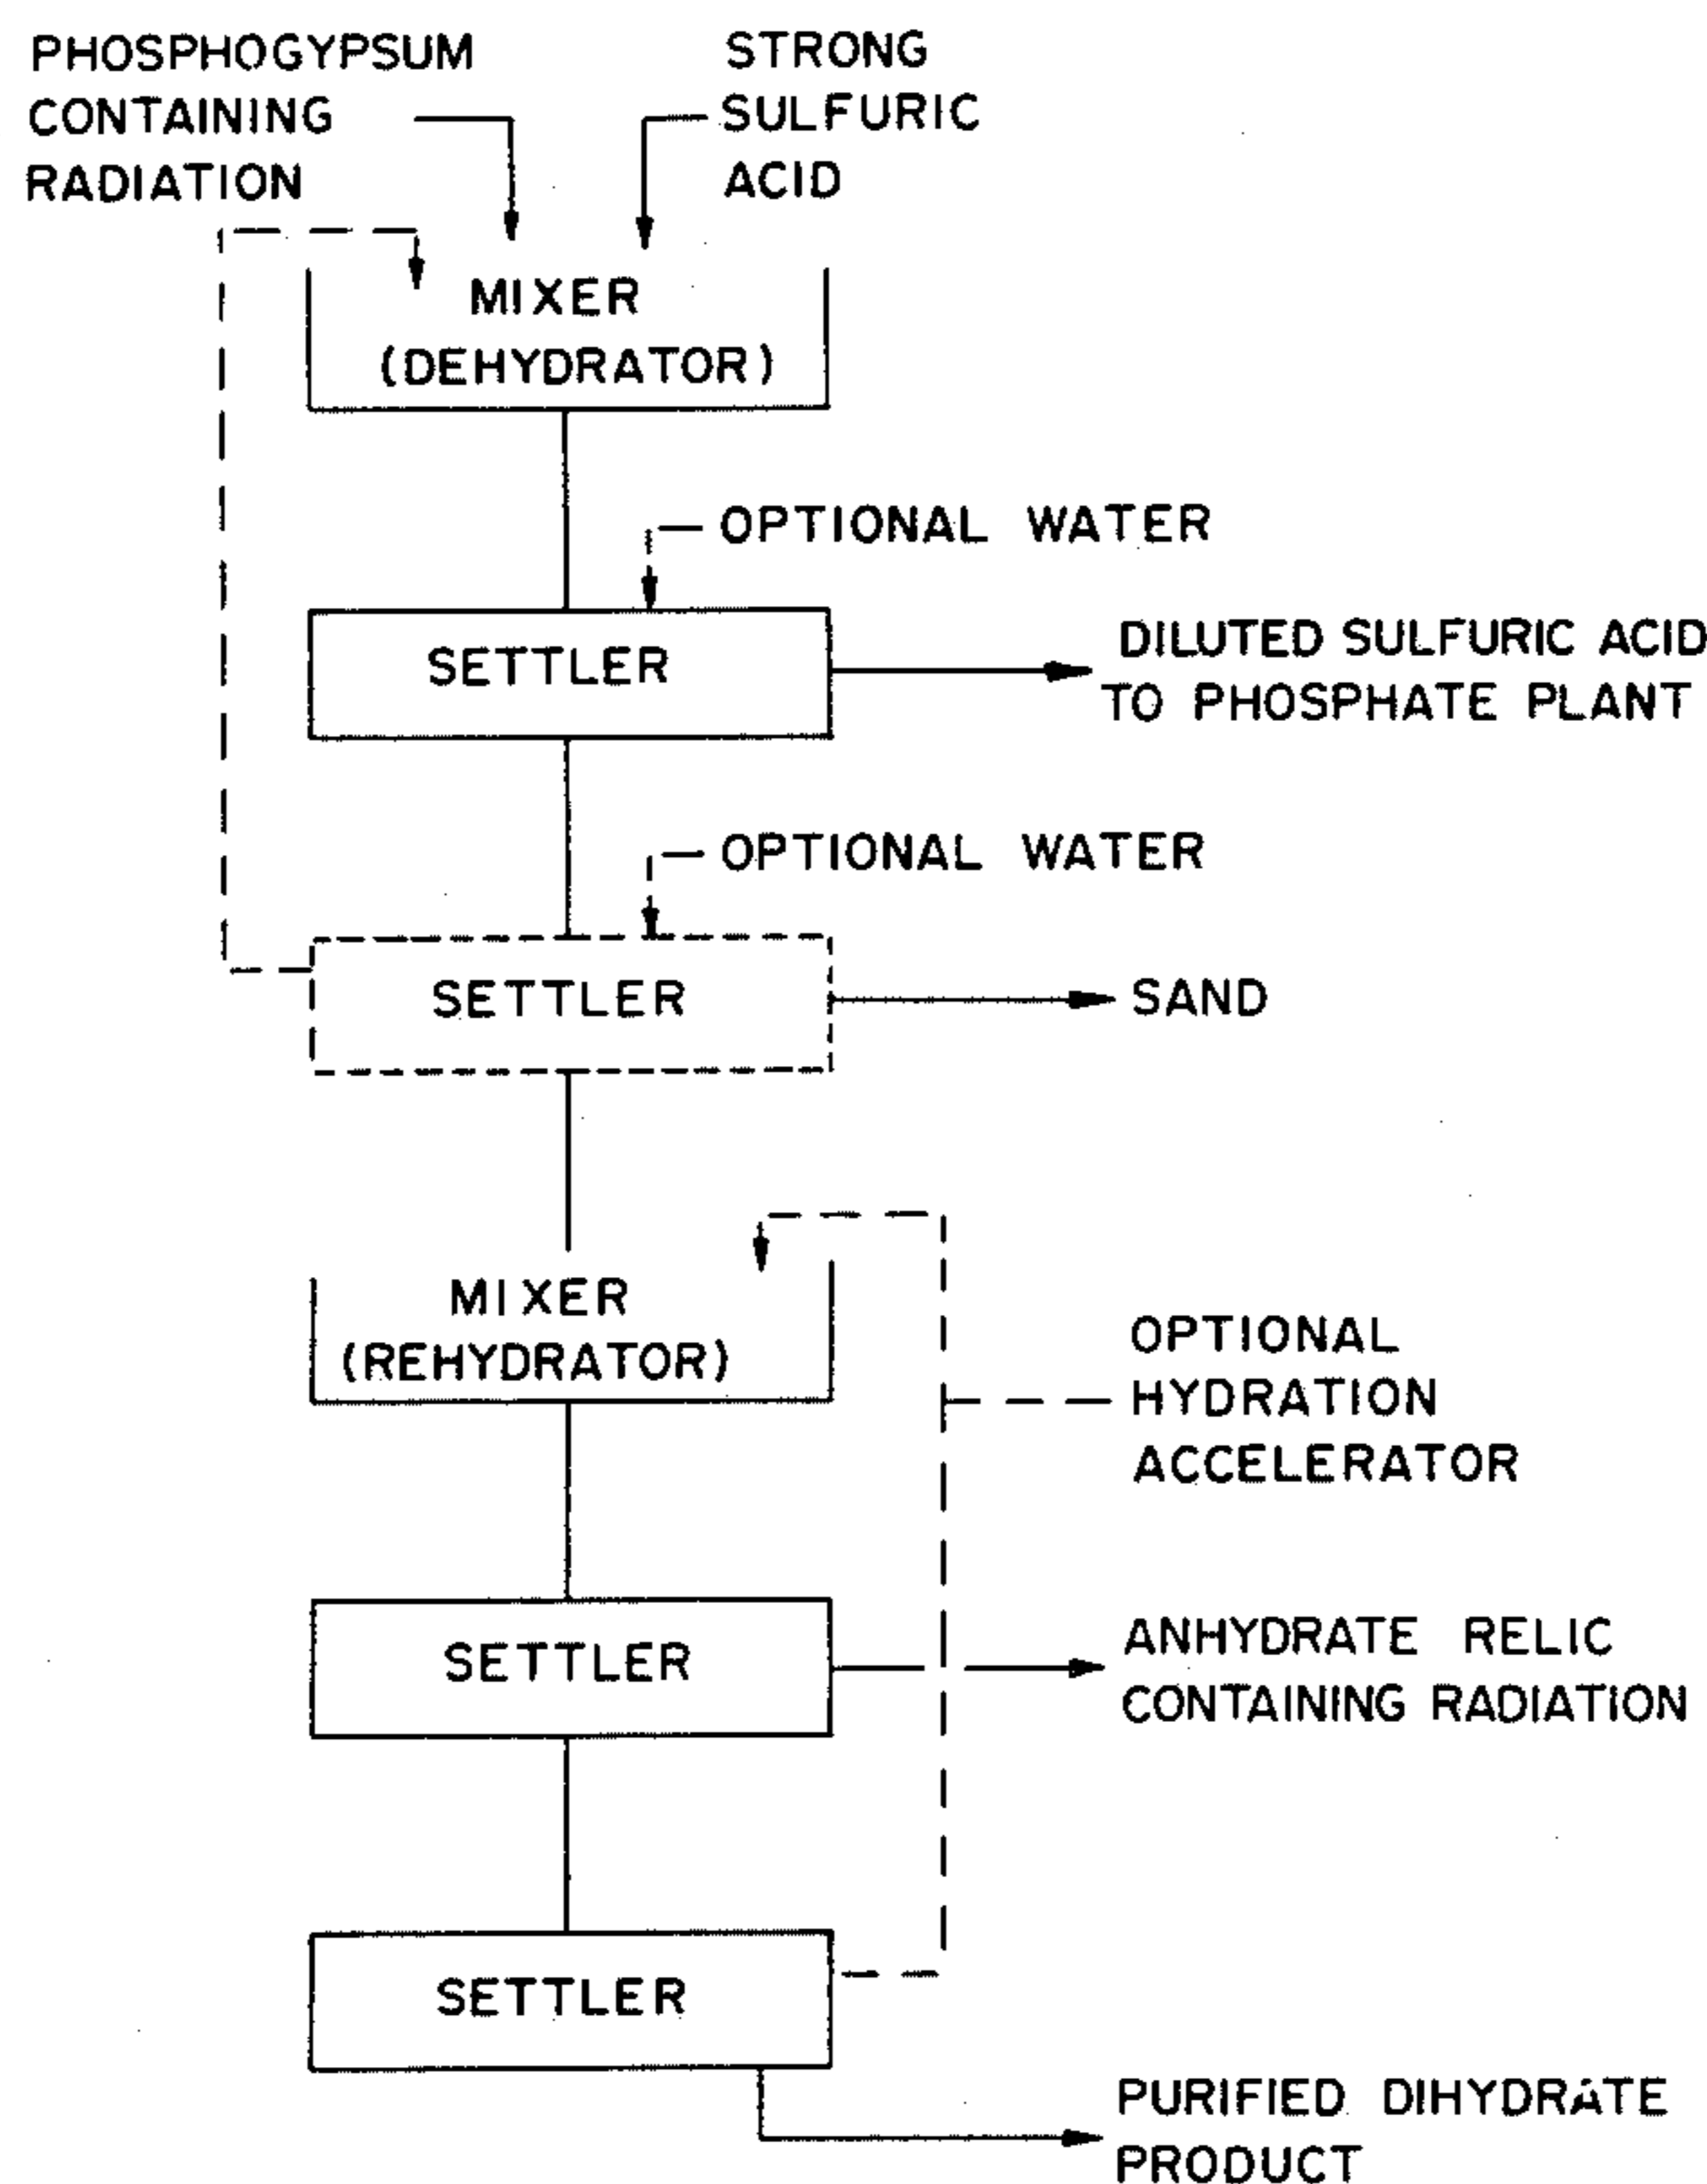 PHOSPHOGYPSUM
CONTAINING
RADIATION
STRONG
SULFURIC
ACID
MIXER
(DEHYDRATOR)
OPTIONAL WATER
SETTLER
DILUTED SULFURIC ACID
TO PHOSPHATE PLANT
OPTIONAL WATER
SETTLER
SAND
MIXER
(REHYDRATOR)
OPTIONAL
HYDRATION
ACCELERATOR
SETTLER
ANHYDRATE RELIC
CONTAINING RADIATION
SETTLER
PURIFIED DIHYDRATE
PRODUCT